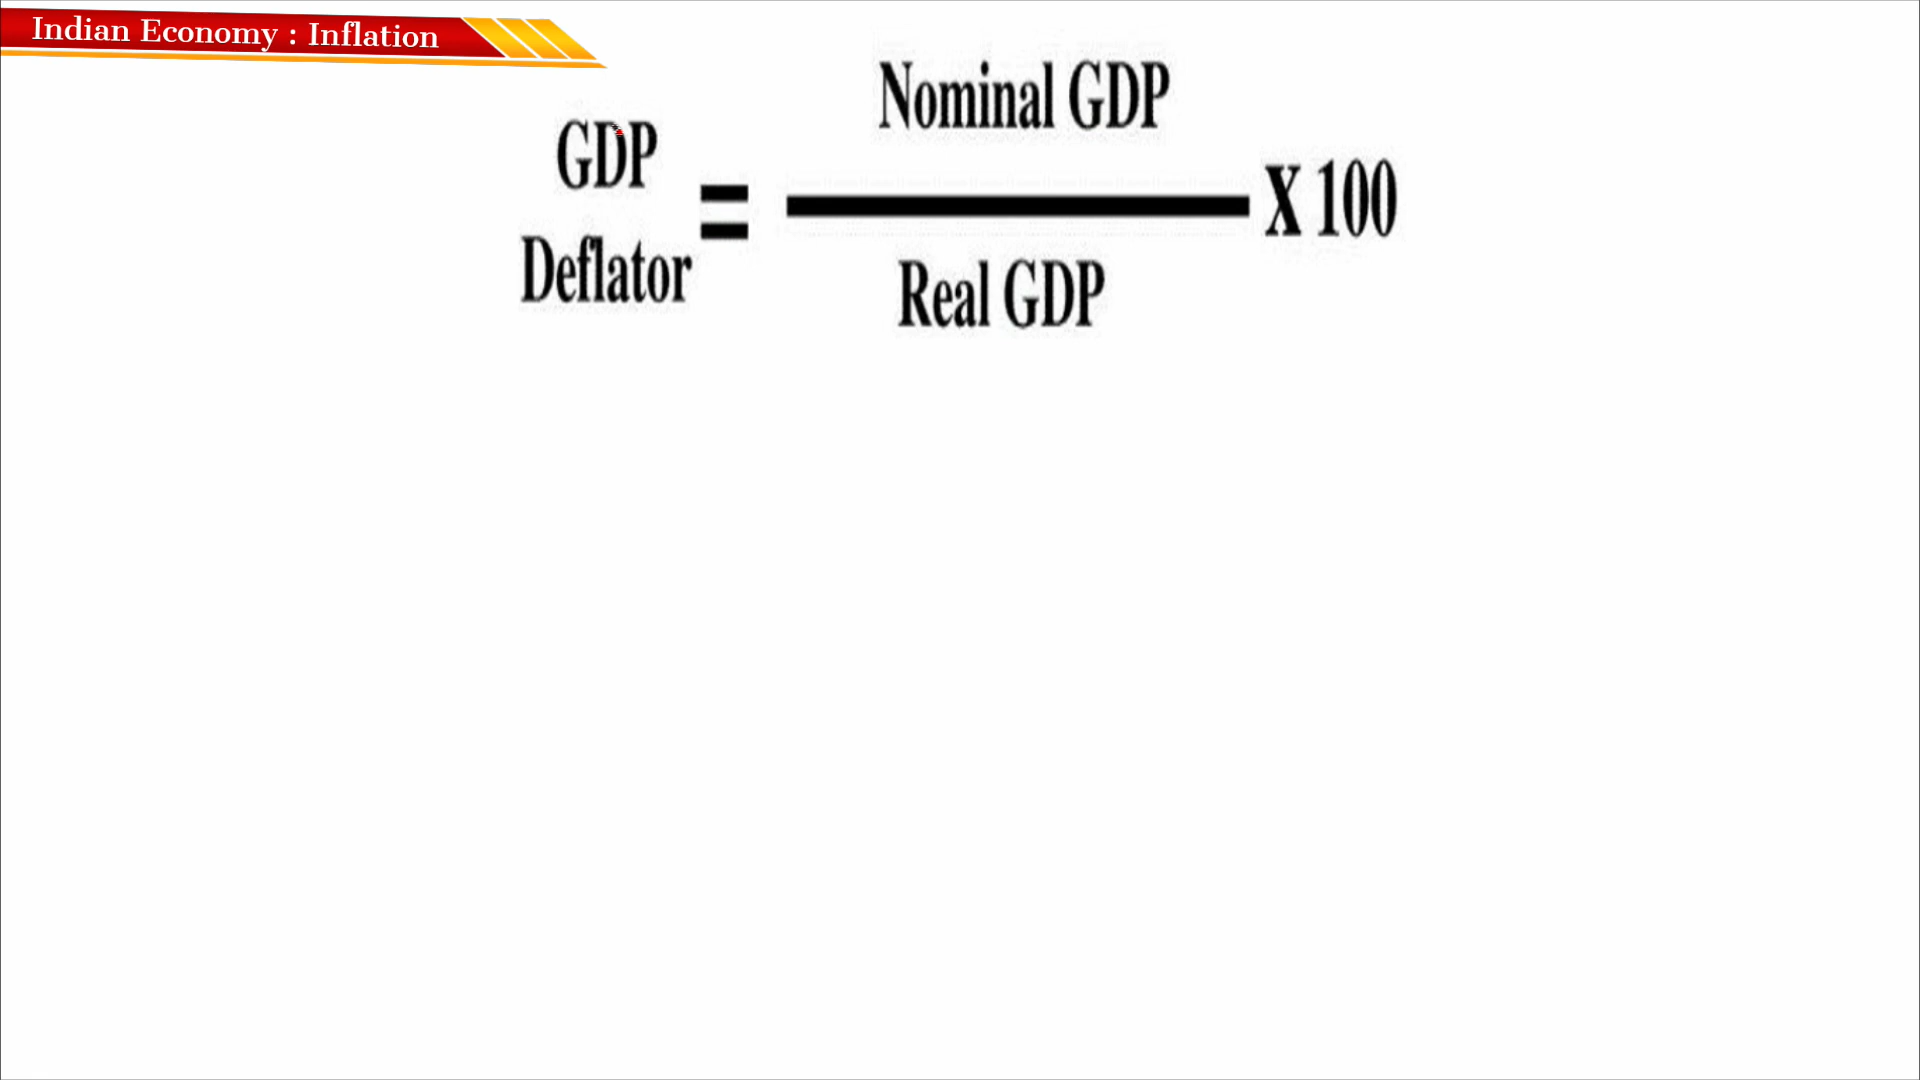 Indian Economy : Inflation
GDP
Deflator
=
Nominal GDP
Real GDP
X 100